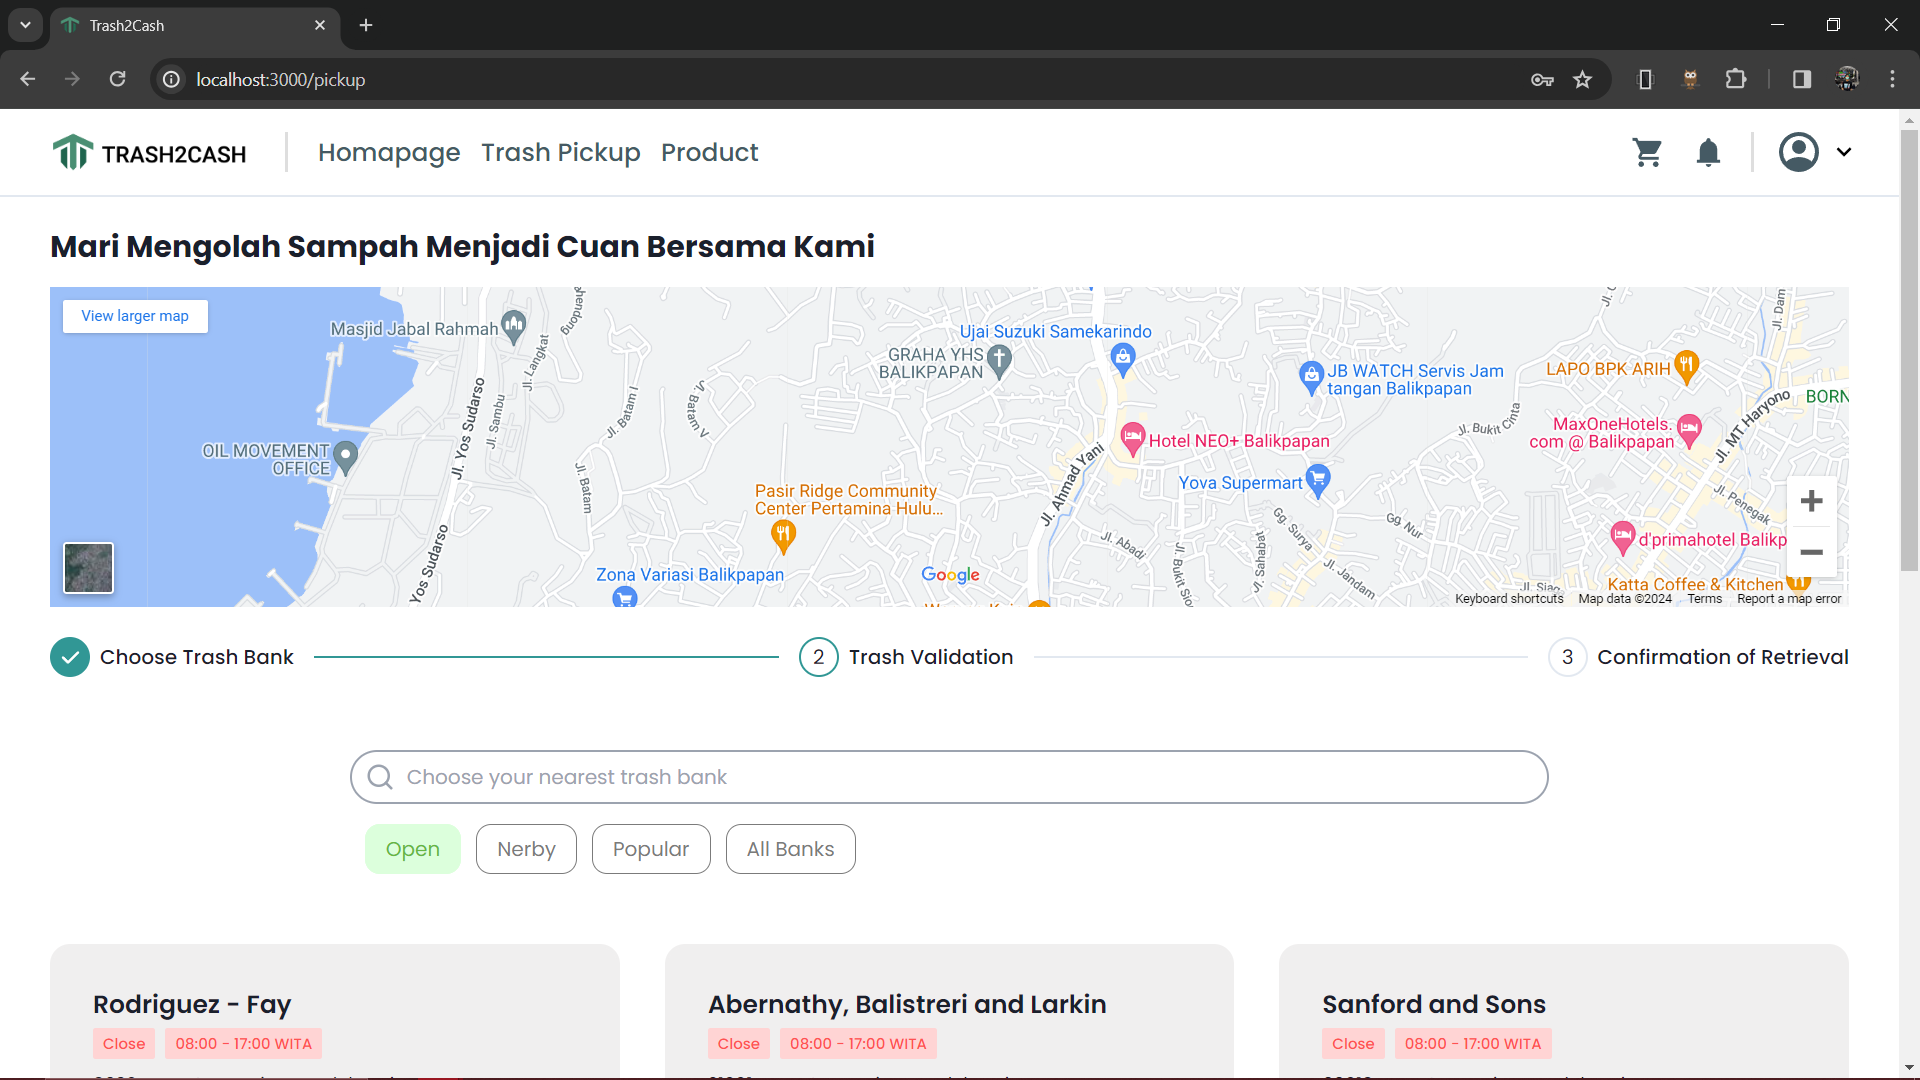 Trash2Cash
localhost:3000/pickup
TRASH2CASH
Homapage
Trash Pickup
Product
Mari Mengolah Sampah Menjadi Cuan Bersama Kami
View larger map
Masjid Jabal Rahmah
Jl. Langkat
Jl. Sambu
Jl. Yos Sudarso
Yos Sudarso
OIL MOVEMENT
OFFICE
Jl. Batam I
Jl. Batam V
Jl. Batam
GRAHA YHS
BALIKPAPAN
Ujai Suzuki Samekarindo
JB WATCH Servis Jam
tangan Balikpapan
LAPO BPK ARIH
BORN
MaxOneHotels.
com @ Balikpapan
Jl. MT Haryono
Jl. Dam
Jl. Bukit Cinta
Hotel NEO+ Balikpapan
Jl. Ahmad Yani
Yova Supermart
Pasir Ridge Community
Center Pertamina Hulu...
Gg. Surya
Gg. Nur
Jl. Penegak
Jl. Abadi
Jl. Bukit Sio
Jl. Sahabat
Jl. Jandam
d'primahotel Balikp
Zona Variasi Balikpapan
Google
Katta Coffee & Kitchen
Keyboard shortcuts
Map data ©2024
Terms
Report a map error
Choose Trash Bank
2
Trash Validation
3
Confirmation of Retrieval
Choose your nearest trash bank
Open
Nerby
Popular
All Banks
Rodriguez - Fay
Close
08:00 - 17:00 WITA
Abernathy, Balistreri and Larkin
Close
08:00 - 17:00 WITA
Sanford and Sons
Close
08:00 - 17:00 WITA